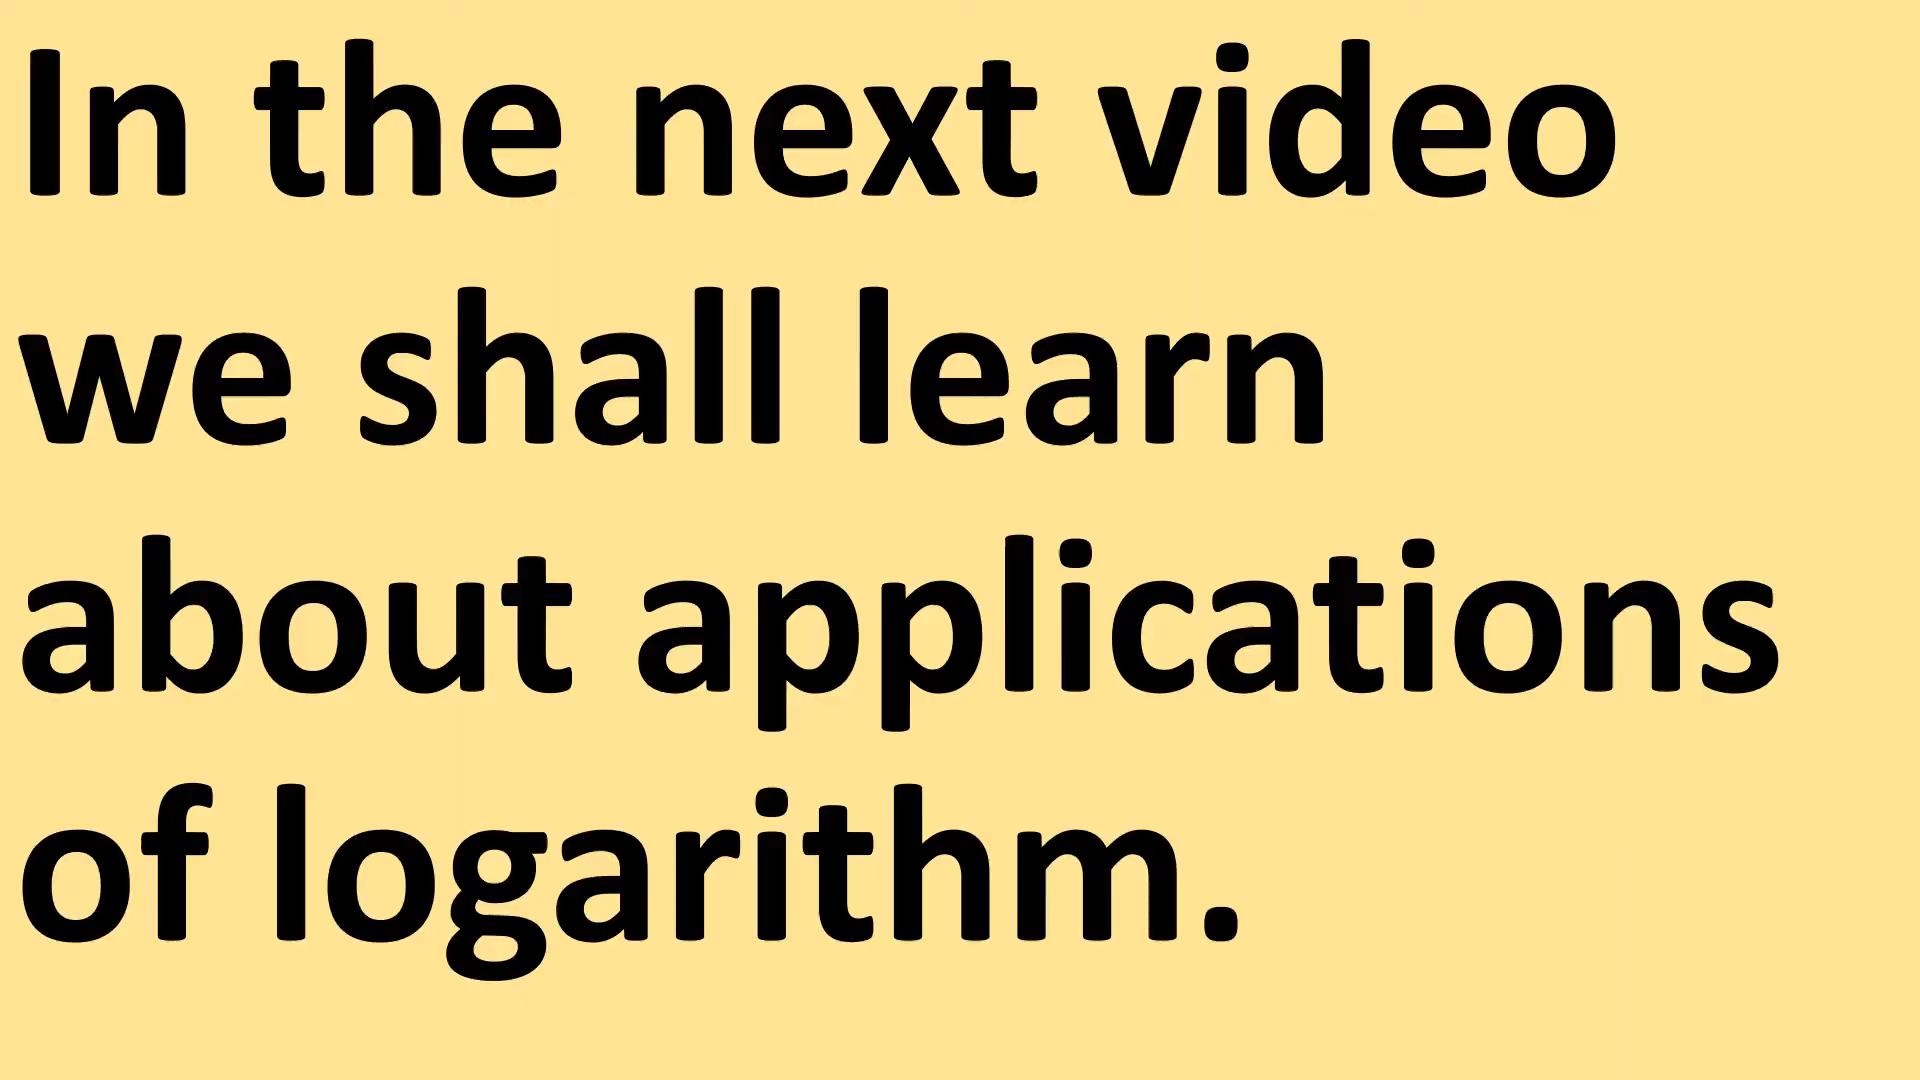 In the next video
we shall learn
about applications
of logarithm.